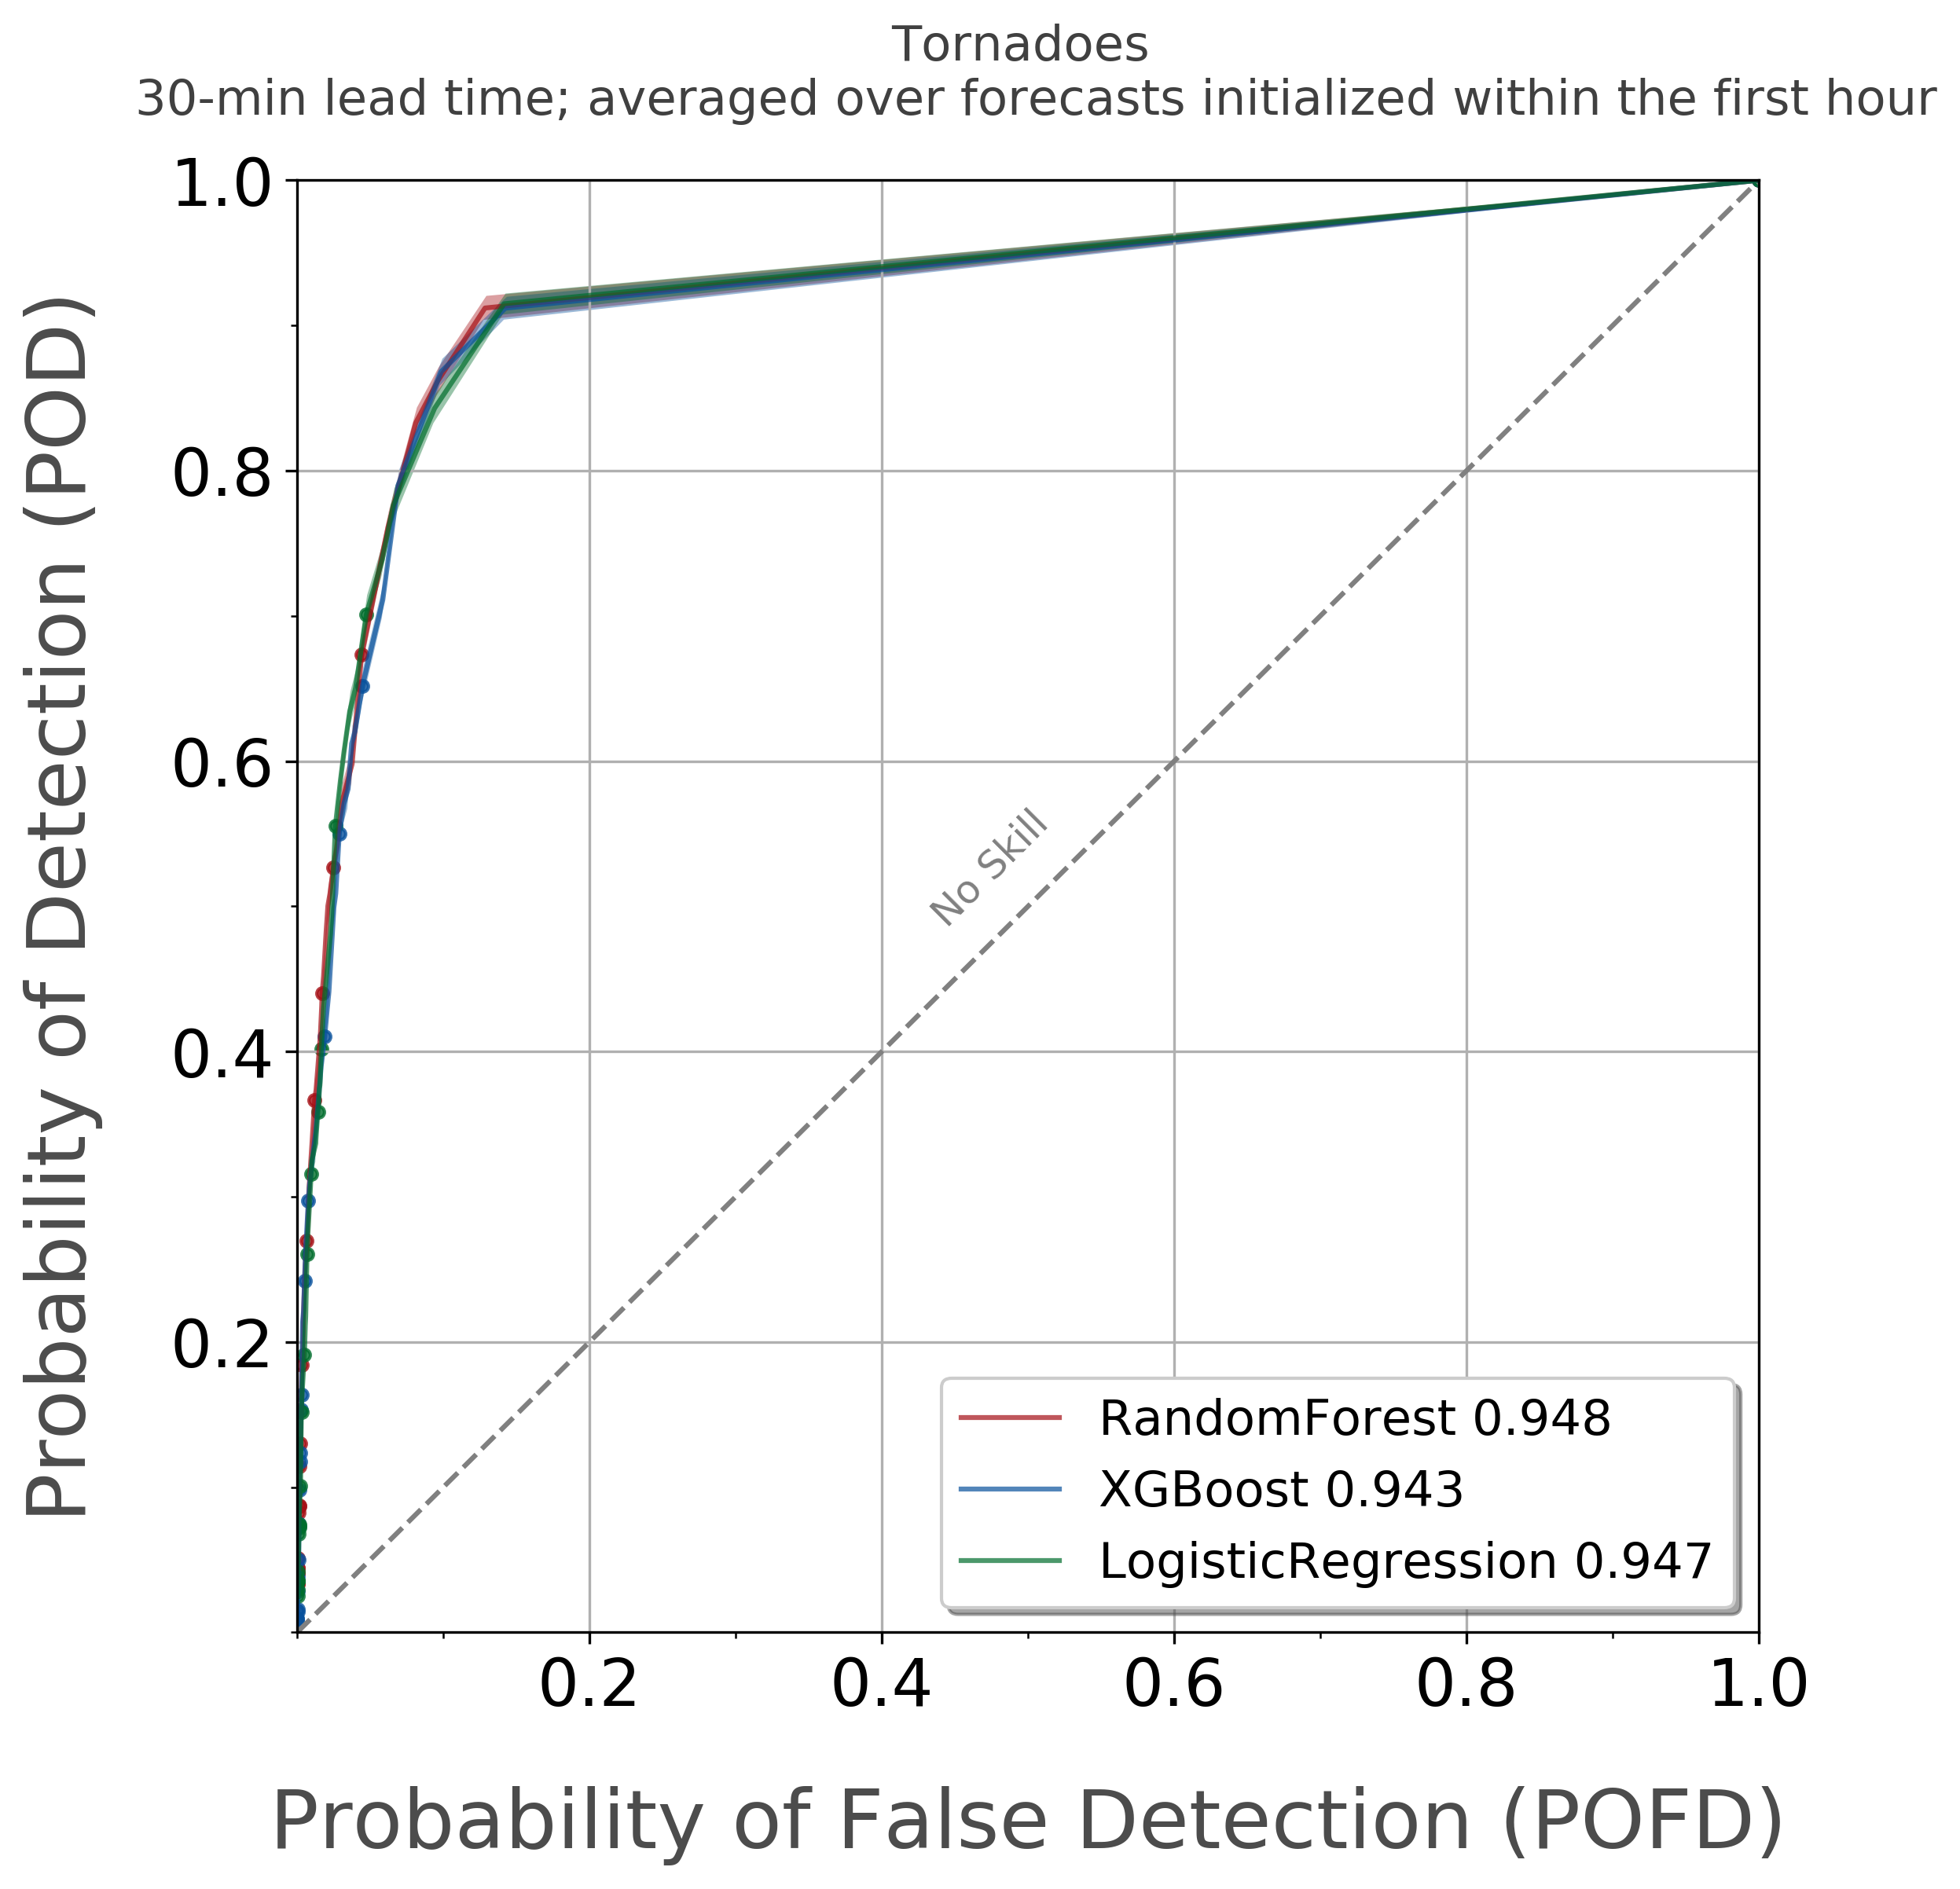 Tornadoes
30-min lead time; averaged over forecasts initialized within the first hour
Probability of Detection (POD)
1.0
0.8
0.6
0.4
0.2
No Skill
RandomForest 0.948
XGBoost 0.943
LogisticRegression 0.947
0.2 0.4 0.6 0.8 1.0
Probability of False Detection (POFD)